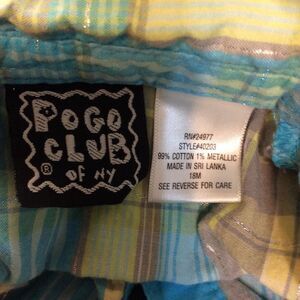 POGO
CLUB
® OF NY
RN#24977
STYLE#40203
99% COTTON 1% METALLIC
MADE IN SRI LANKA
18M
SEE REVERSE FOR CARE